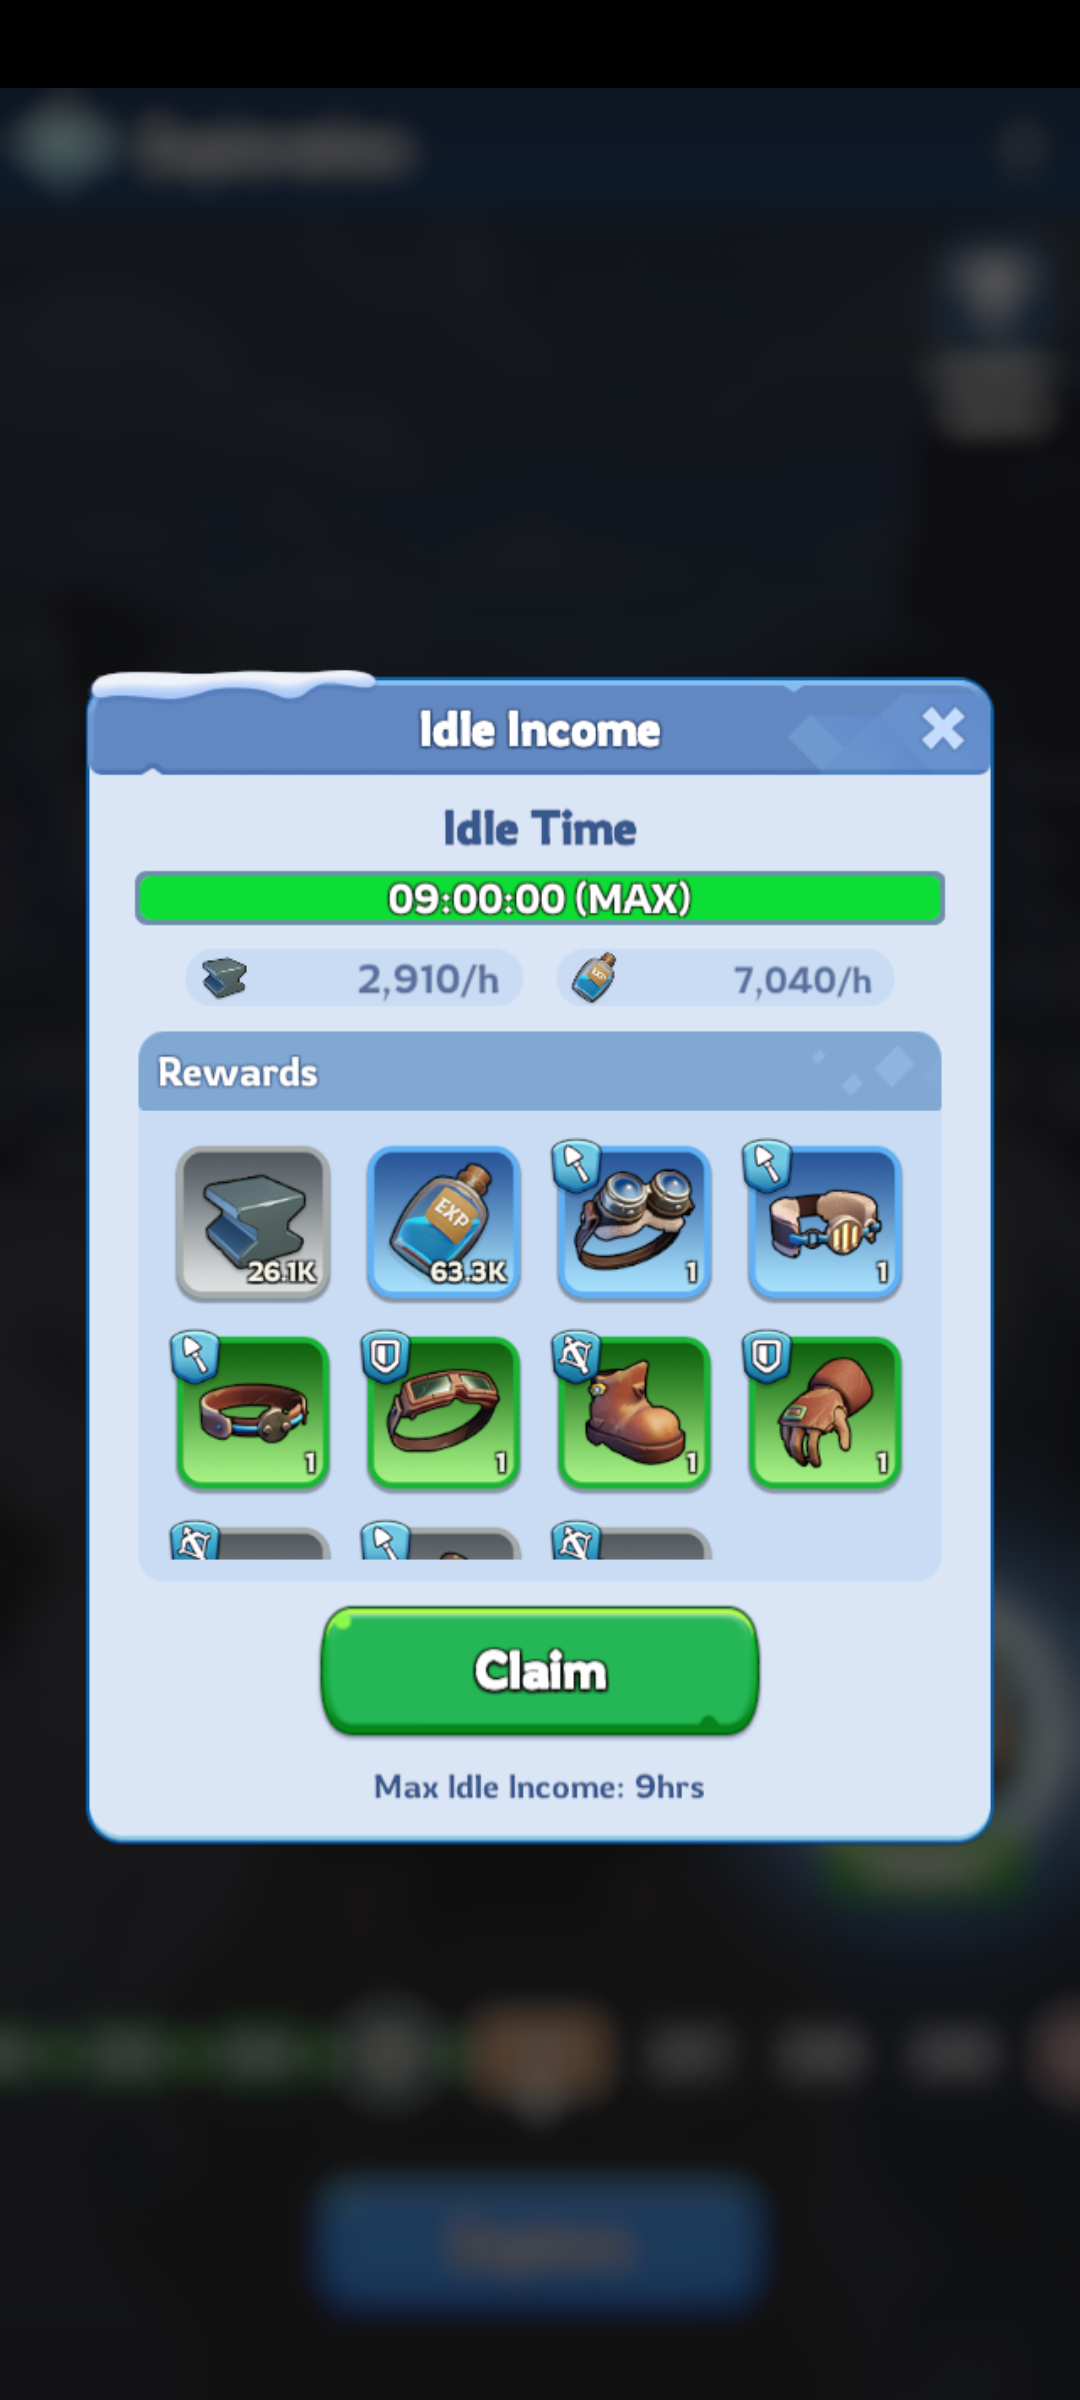 Idle Income
Idle Time
09:00:00 (MAX)
2,910/h
7,040/h
Rewards
26.1K
EXP
63.3K
1
1
1
1
1
1
Claim
Max Idle Income: 9hrs